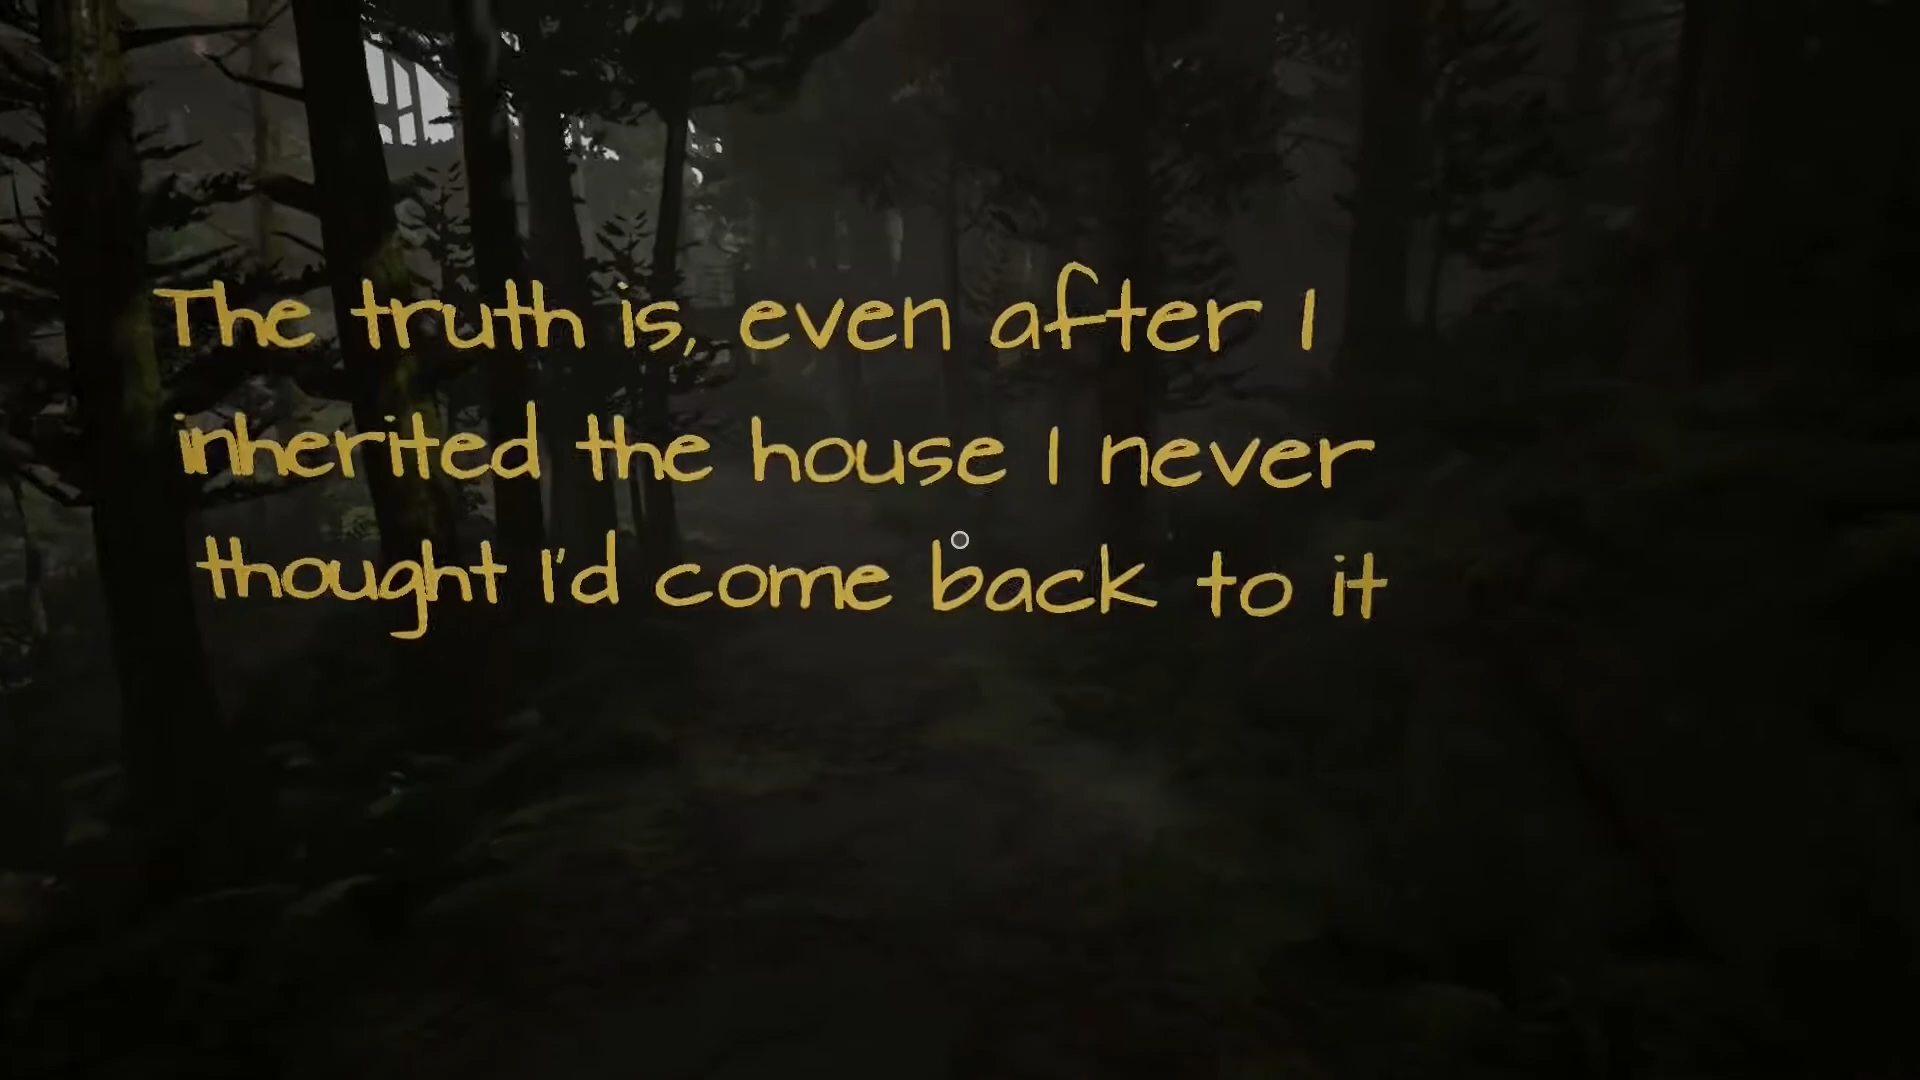 The truth is, even after I
inherited the house I never
thought I'd come back to it